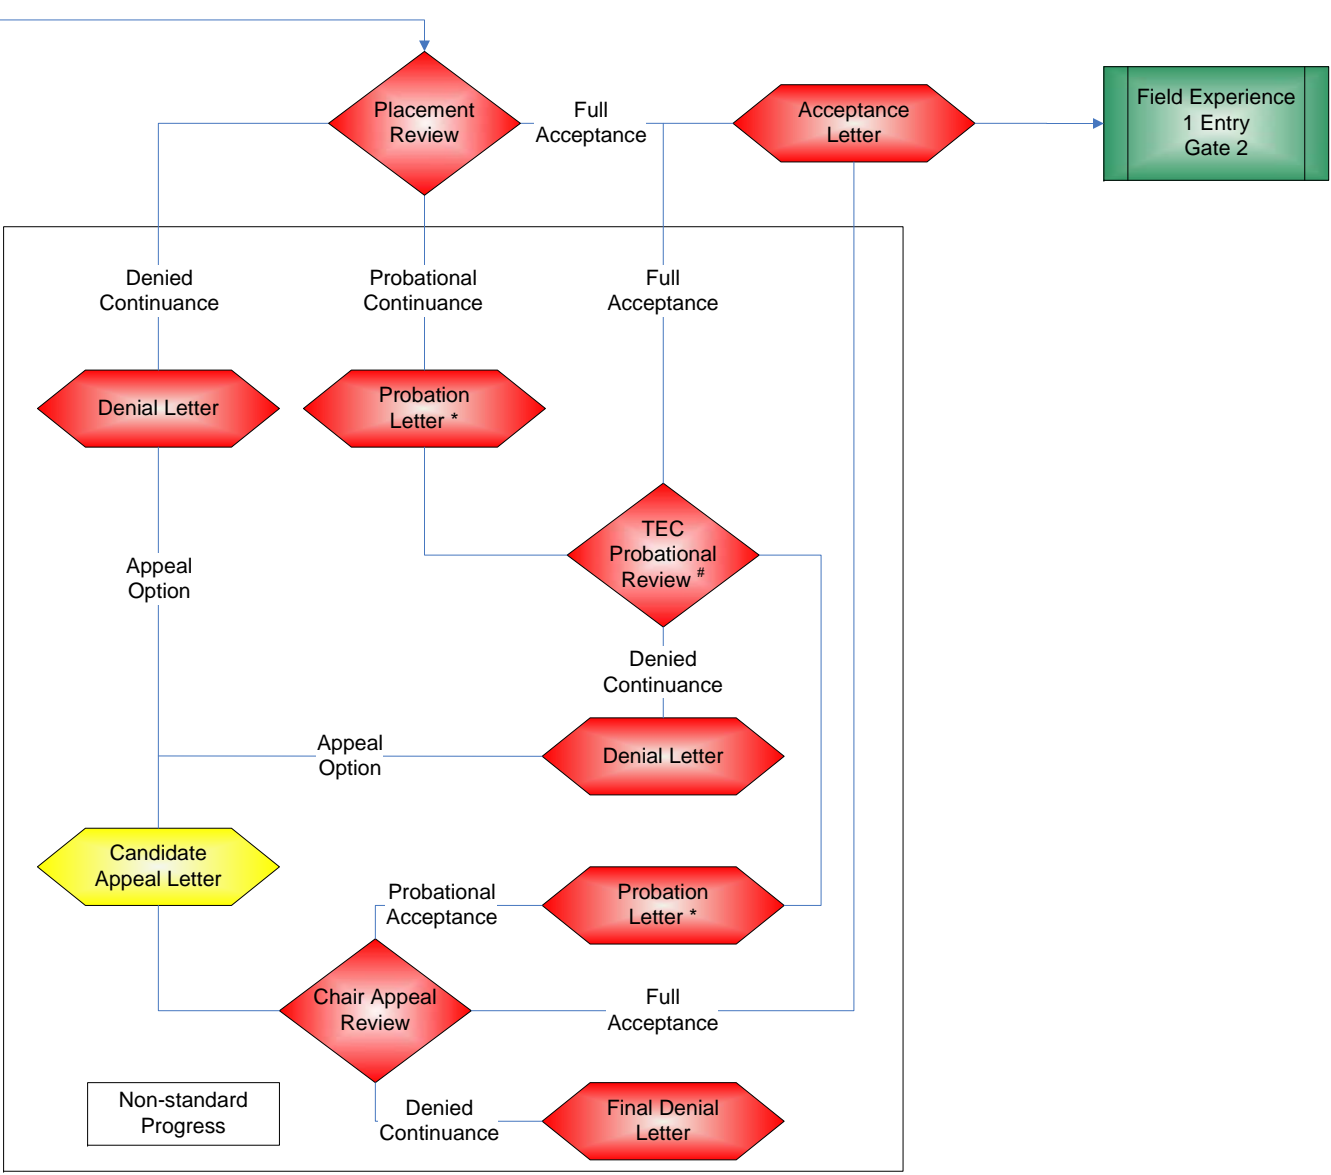 Placement
Review
Full
Acceptance
Acceptance
Letter
Field Experience
1 Entry
Gate 2
Denied
Continuance
Probational
Continuance
Full
Acceptance
Denial Letter
Probation
Letter *
TEC
Probational
Review #
Appeal
Option
Denied
Continuance
Appeal
Option
Denial Letter
Candidate
Appeal Letter
Probational
Acceptance
Probation
Letter *
Chair Appeal
Review
Full
Acceptance
Non-standard
Progress
Denied
Continuance
Final Denial
Letter